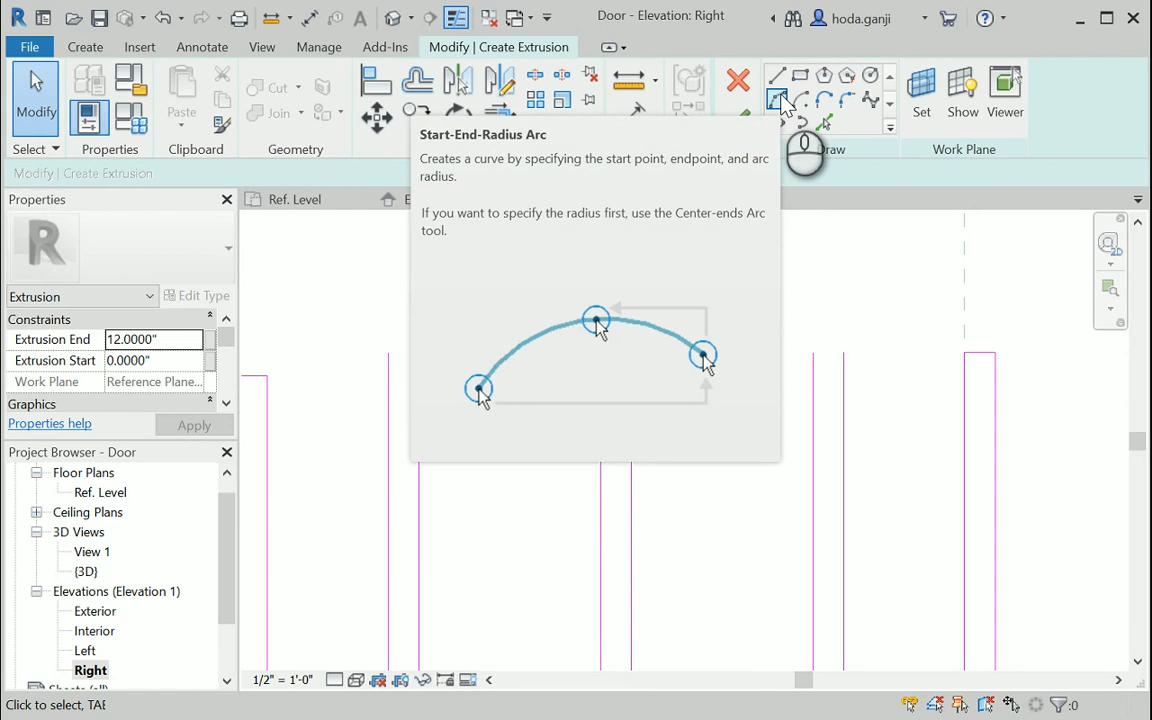 Door - Elevation: Right
hoda.ganji
File
Create
Insert
Annotate
View
Manage
Add-Ins
Modify | Create Extrusion
Modify
Paste
Cut
Join
Set
Show
Viewer
Select
Properties
Clipboard
Geometry
Draw
Work Plane
Modify | Create Extrusion
Start-End-Radius Arc
Creates a curve by specifying the start point, endpoint, and arc
radius.
If you want to specify the radius first, use the Center-ends Arc
tool.
Properties
Ref. Level
Extrusion
Edit Type
Constraints
Extrusion End 12.0000"
Extrusion Start 0.0000"
Work Plane Reference Plane...
Graphics
Properties help
Apply
Project Browser - Door
Floor Plans
Ref. Level
Ceiling Plans
3D Views
View 1
{3D}
Elevations (Elevation 1)
Exterior
Interior
Left
Right
1/2" = 1'-0"
Click to select, TAB
:0
2D